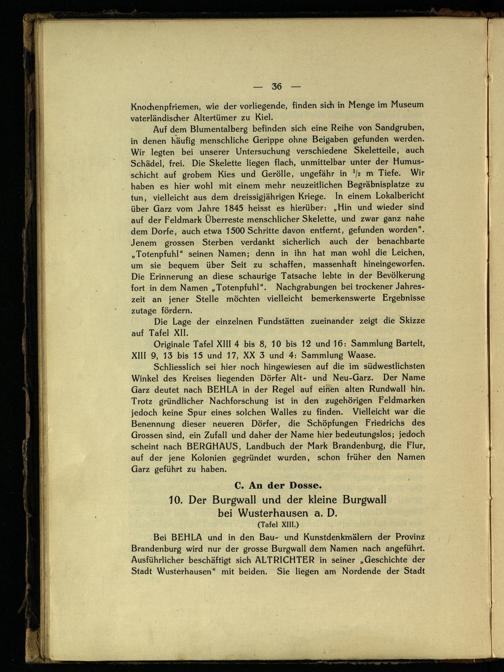 — 36 —
Knochenpfriemen, wie der vorliegende, finden sich in Menge im Museum
vaterländischer Altertümer zu Kiel.
Auf dem Blumentalberg befinden sich eine Reihe von Sandgruben,
in denen häufig menschliche Gerippe ohne Beigaben gefunden werden.
Wir legten bei unserer Untersuchung verschiedene Skeletteile, auch
Schädel, frei. Die Skelette liegen flach, unmittelbar unter der Humus-
schicht auf grobem Kies und Gerölle, ungefähr in ³/₂ m Tiefe. Wir
haben es hier wohl mit einem mehr neuzeitlichen Begräbnisplatze zu
tun, vielleicht aus dem dreissigjährigen Kriege. In einem Lokalbericht
über Garz vom Jahre 1845 heisst es hierüber: „Hin und wieder sind
auf der Feldmark Überreste menschlicher Skelette, und zwar ganz nahe
dem Dorfe, auch etwa 1500 Schritte davon entfernt, gefunden worden“.
Jenem grossen Sterben verdankt sicherlich auch der benachbarte
„Totenpfuhl“ seinen Namen; denn in ihn hat man wohl die Leichen,
um sie bequem über Seit zu schaffen, massenhaft hineingeworfen.
Die Erinnerung an diese schaurige Tatsache lebte in der Bevölkerung
fort in dem Namen „Totenpfuhl“. Nachgrabungen bei trockener Jahres-
zeit an jener Stelle möchten vielleicht bemerkenswerte Ergebnisse
zutage fördern.
Die Lage der einzelnen Fundstätten zueinander zeigt die Skizze
auf Tafel XII.
Originale Tafel XIII 4 bis 8, 10 bis 12 und 16: Sammlung Bartelt,
XIII 9, 13 bis 15 und 17, XX 3 und 4: Sammlung Waase.
Schliesslich sei hier noch hingewiesen auf die im südwestlichsten
Winkel des Kreises liegenden Dörfer Alt- und Neu-Garz. Der Name
Garz deutet nach BEHLA in der Regel auf einen alten Rundwall hin.
Trotz gründlicher Nachforschung ist in den zugehörigen Feldmarken
jedoch keine Spur eines solchen Walles zu finden. Vielleicht war die
Benennung dieser neueren Dörfer, die Schöpfungen Friedrichs des
Grossen sind, ein Zufall und daher der Name hier bedeutungslos; jedoch
scheint nach BERGHAUS, Landbuch der Mark Brandenburg, die Flur,
auf der jene Kolonien gegründet wurden, schon früher den Namen
Garz geführt zu haben.
C. An der Dosse.
10. Der Burgwall und der kleine Burgwall
bei Wusterhausen a. D.
(Tafel XIII.)
Bei BEHLA und in den Bau- und Kunstdenkmälern der Provinz
Brandenburg wird nur der grosse Burgwall dem Namen nach angeführt.
Ausführlicher beschäftigt sich ALTRICHTER in seiner „Geschichte der
Stadt Wusterhausen“ mit beiden. Sie liegen am Nordende der Stadt